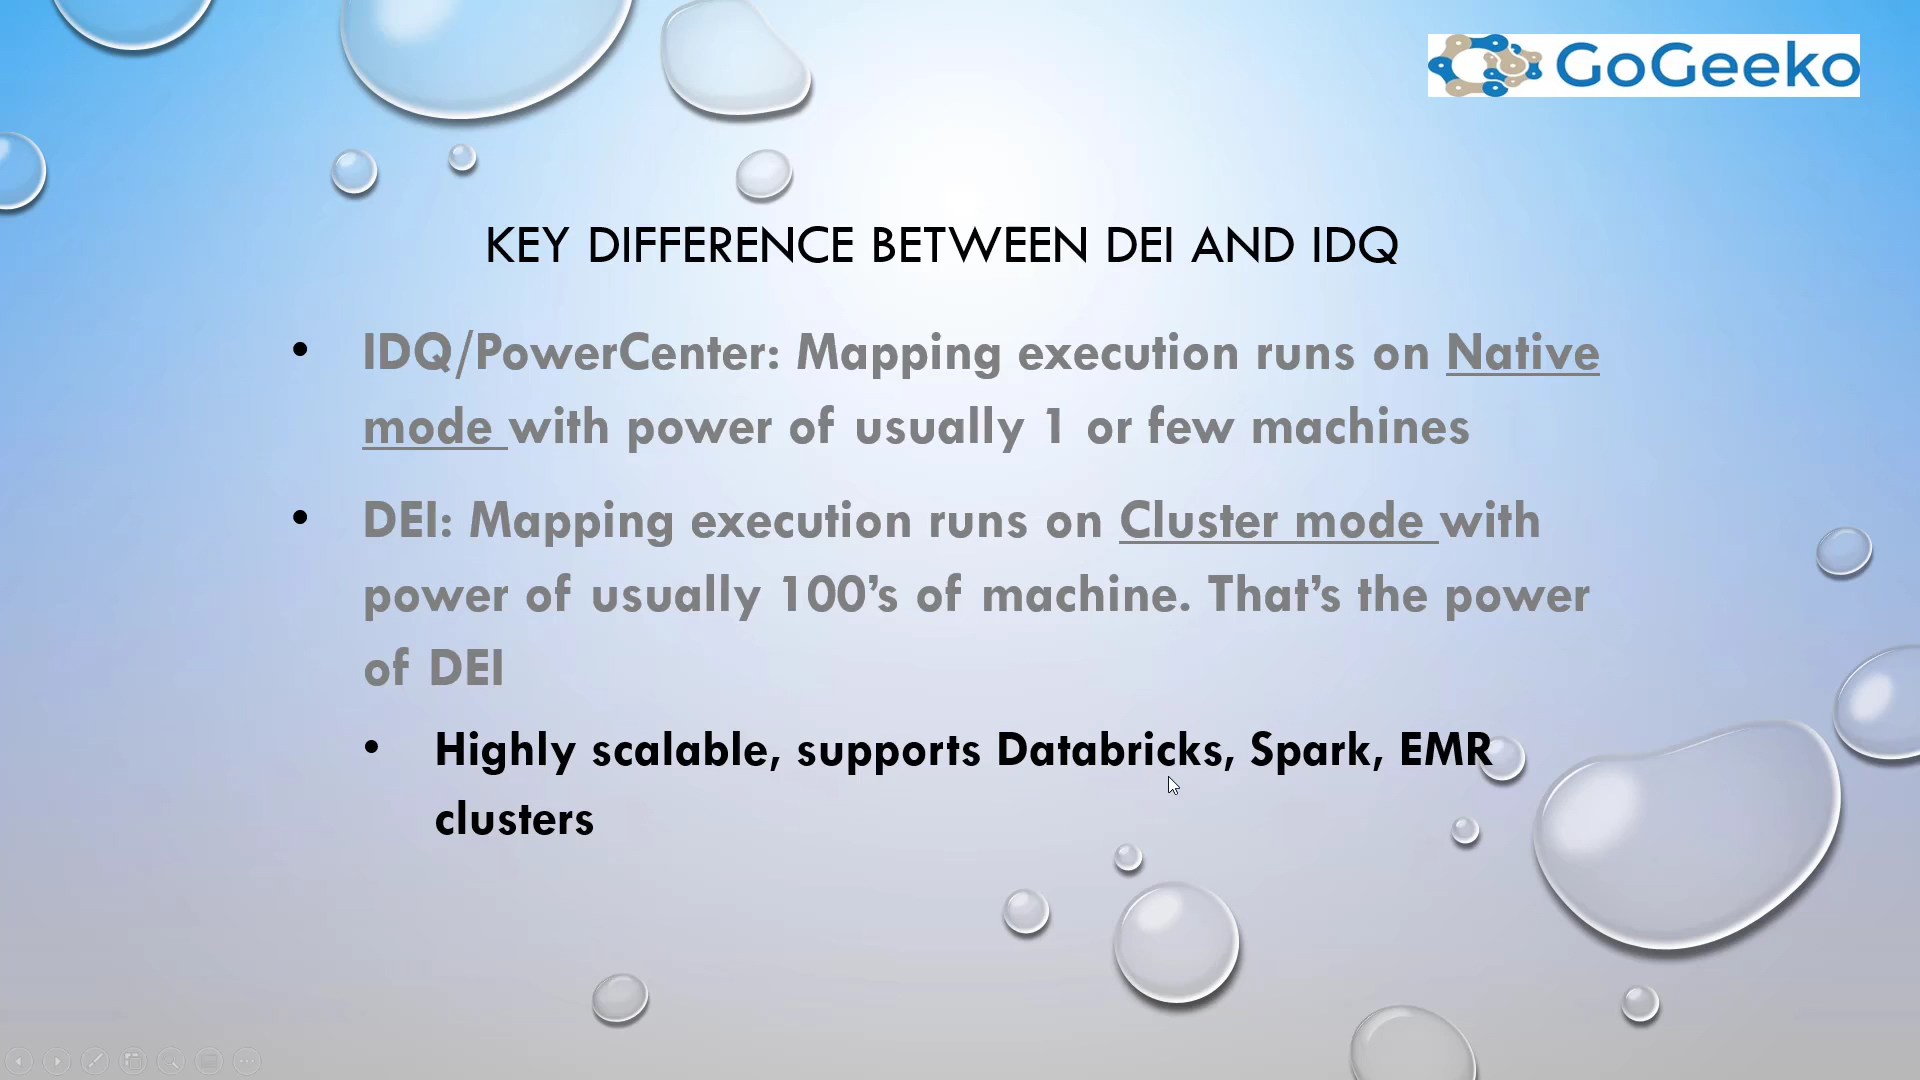 GoGeeko
KEY DIFFERENCE BETWEEN DEI AND IDQ
• IDQ/PowerCenter: Mapping execution runs on Native
mode with power of usually 1 or few machines
• DEI: Mapping execution runs on Cluster mode with
power of usually 100’s of machine. That’s the power
of DEI
• Highly scalable, supports Databricks, Spark, EMR
clusters